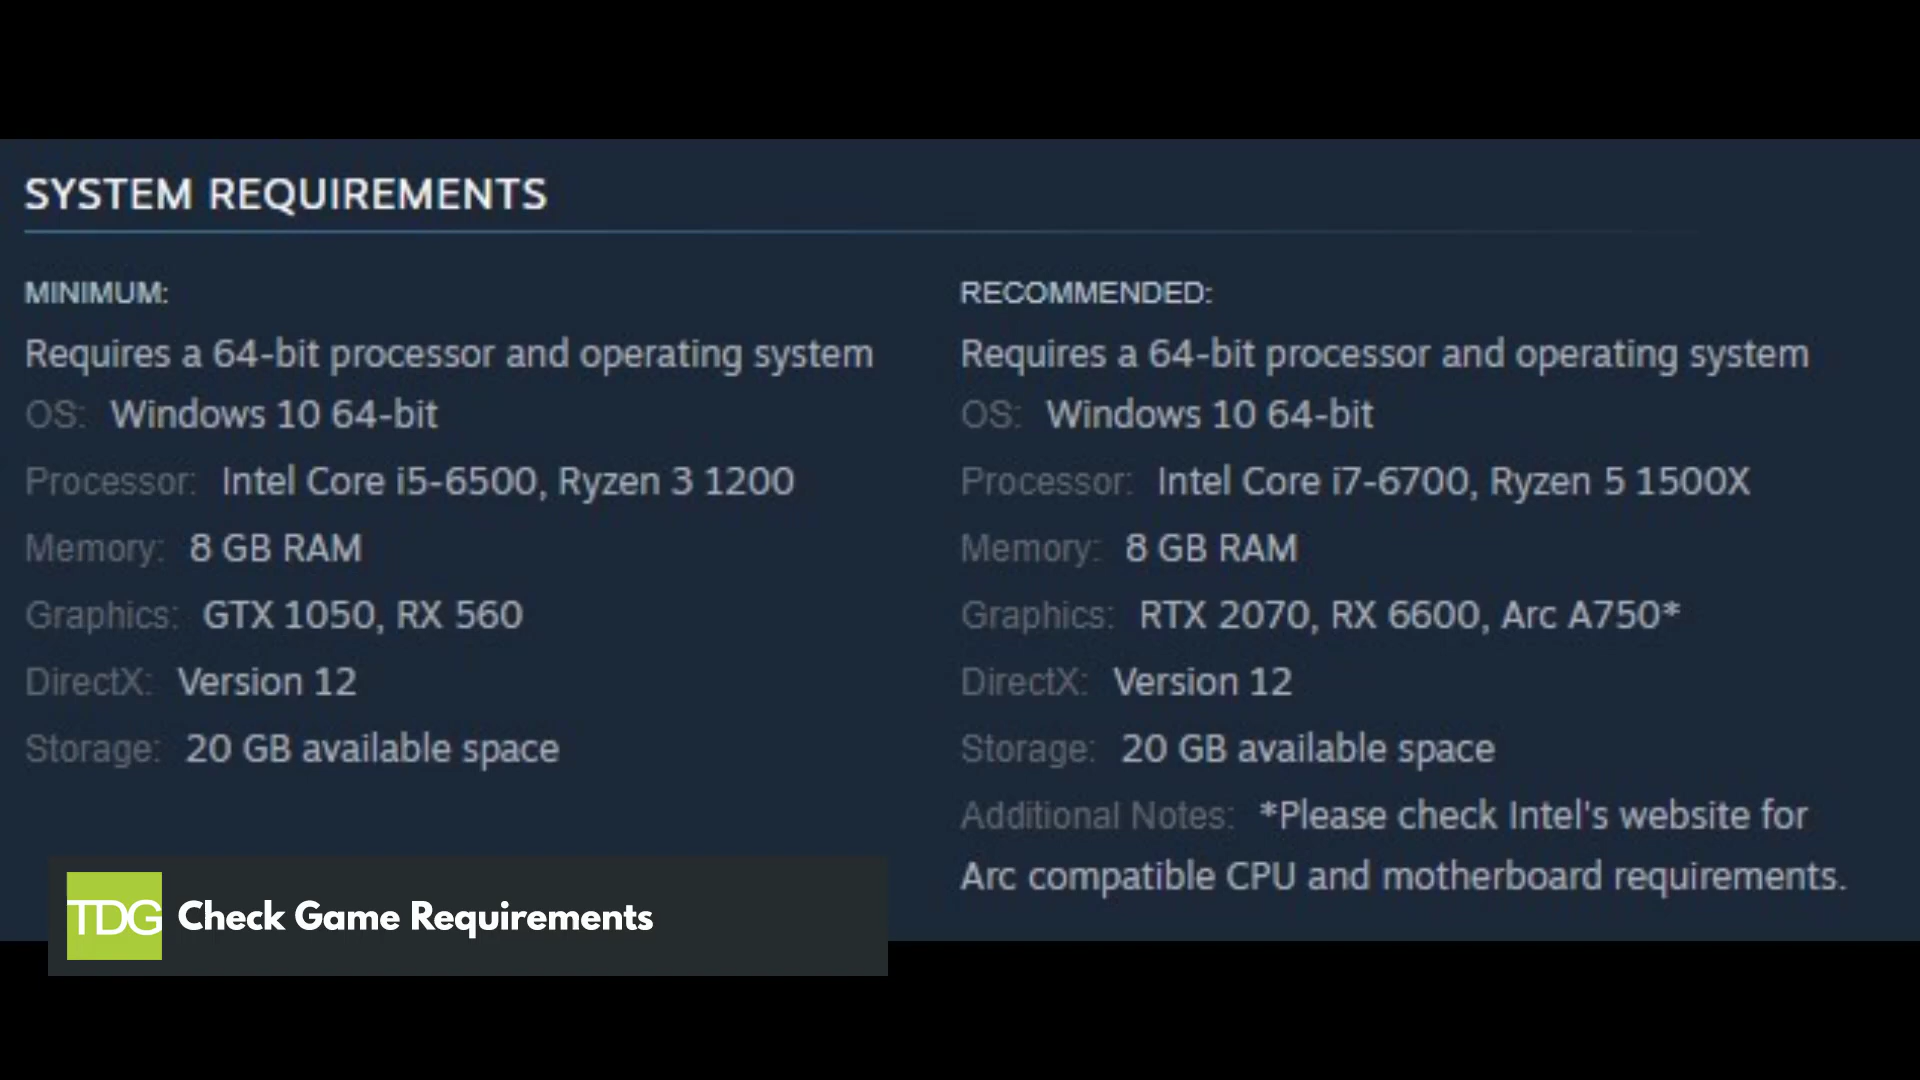 SYSTEM REQUIREMENTS
MINIMUM:
Requires a 64-bit processor and operating system
OS: Windows 10 64-bit
Processor: Intel Core i5-6500, Ryzen 3 1200
Memory: 8 GB RAM
Graphics: GTX 1050, RX 560
DirectX: Version 12
Storage: 20 GB available space
RECOMMENDED:
Requires a 64-bit processor and operating system
OS: Windows 10 64-bit
Processor: Intel Core i7-6700, Ryzen 5 1500X
Memory: 8 GB RAM
Graphics: RTX 2070, RX 6600, Arc A750*
DirectX: Version 12
Storage: 20 GB available space
Additional Notes: *Please check Intel's website for
Arc compatible CPU and motherboard requirements.
TDG Check Game Requirements